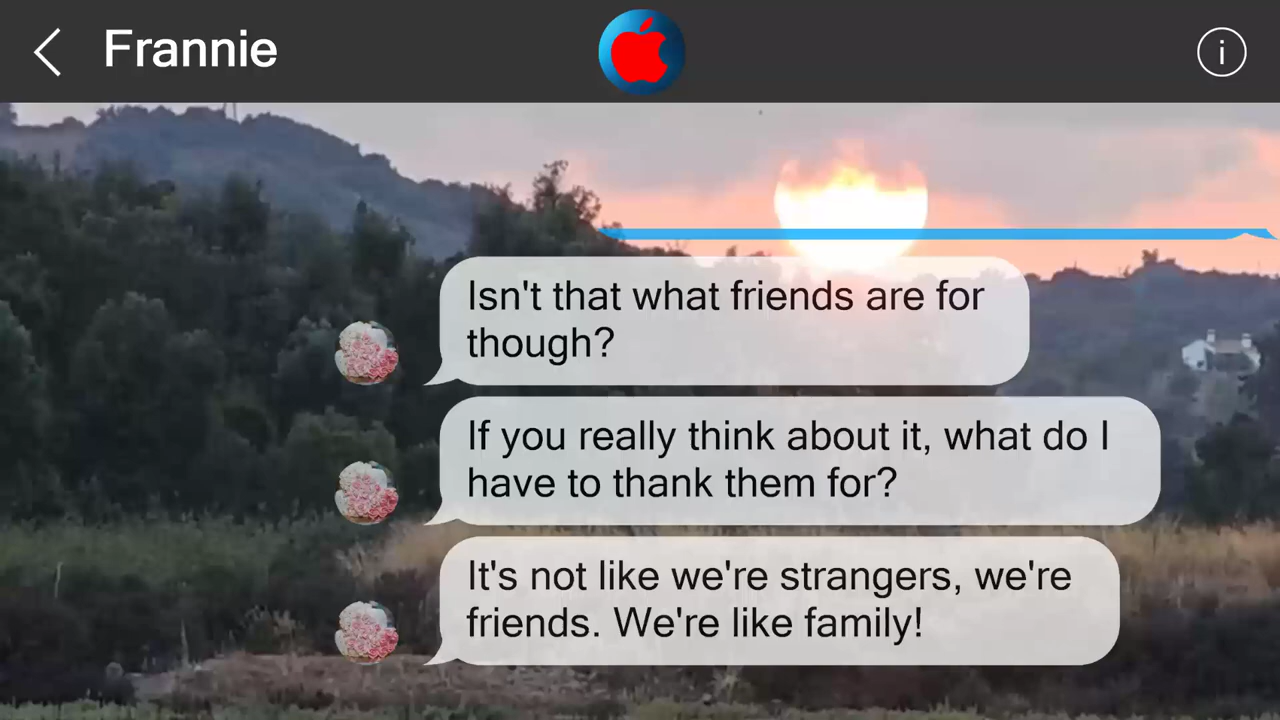 Frannie
i
Isn't that what friends are for
though?
If you really think about it, what do I
have to thank them for?
It's not like we're strangers, we're
friends. We're like family!